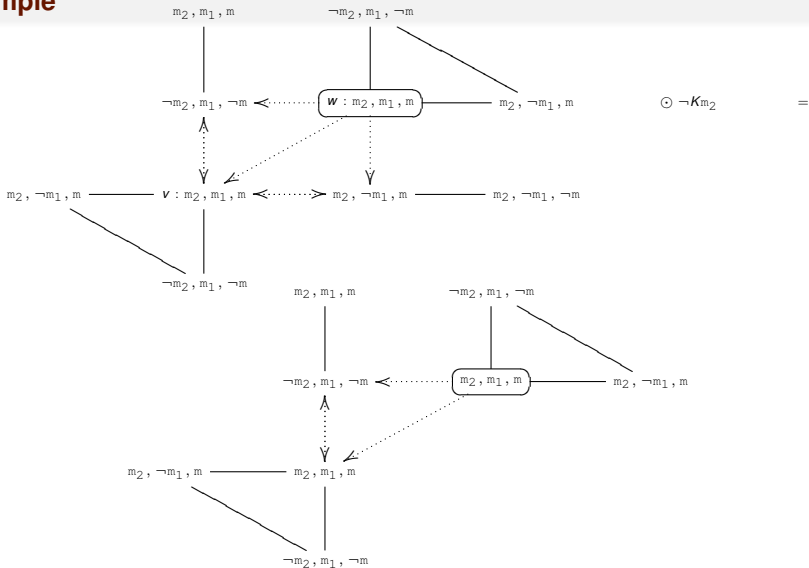 mple
m₂, m₁, m ¬m₂, m₁, ¬m
¬m₂, m₁, ¬m w : m₂, m₁, m m₂, ¬m₁, m ⊙ ¬Km₂ =
m₂, ¬m₁, m v : m₂, m₁, m m₂, ¬m₁, m m₂, ¬m₁, ¬m
¬m₂, m₁, ¬m
m₂, m₁, m ¬m₂, m₁, ¬m
¬m₂, m₁, ¬m m₂, m₁, m m₂, ¬m₁, m
m₂, ¬m₁, m m₂, m₁, m
¬m₂, m₁, ¬m